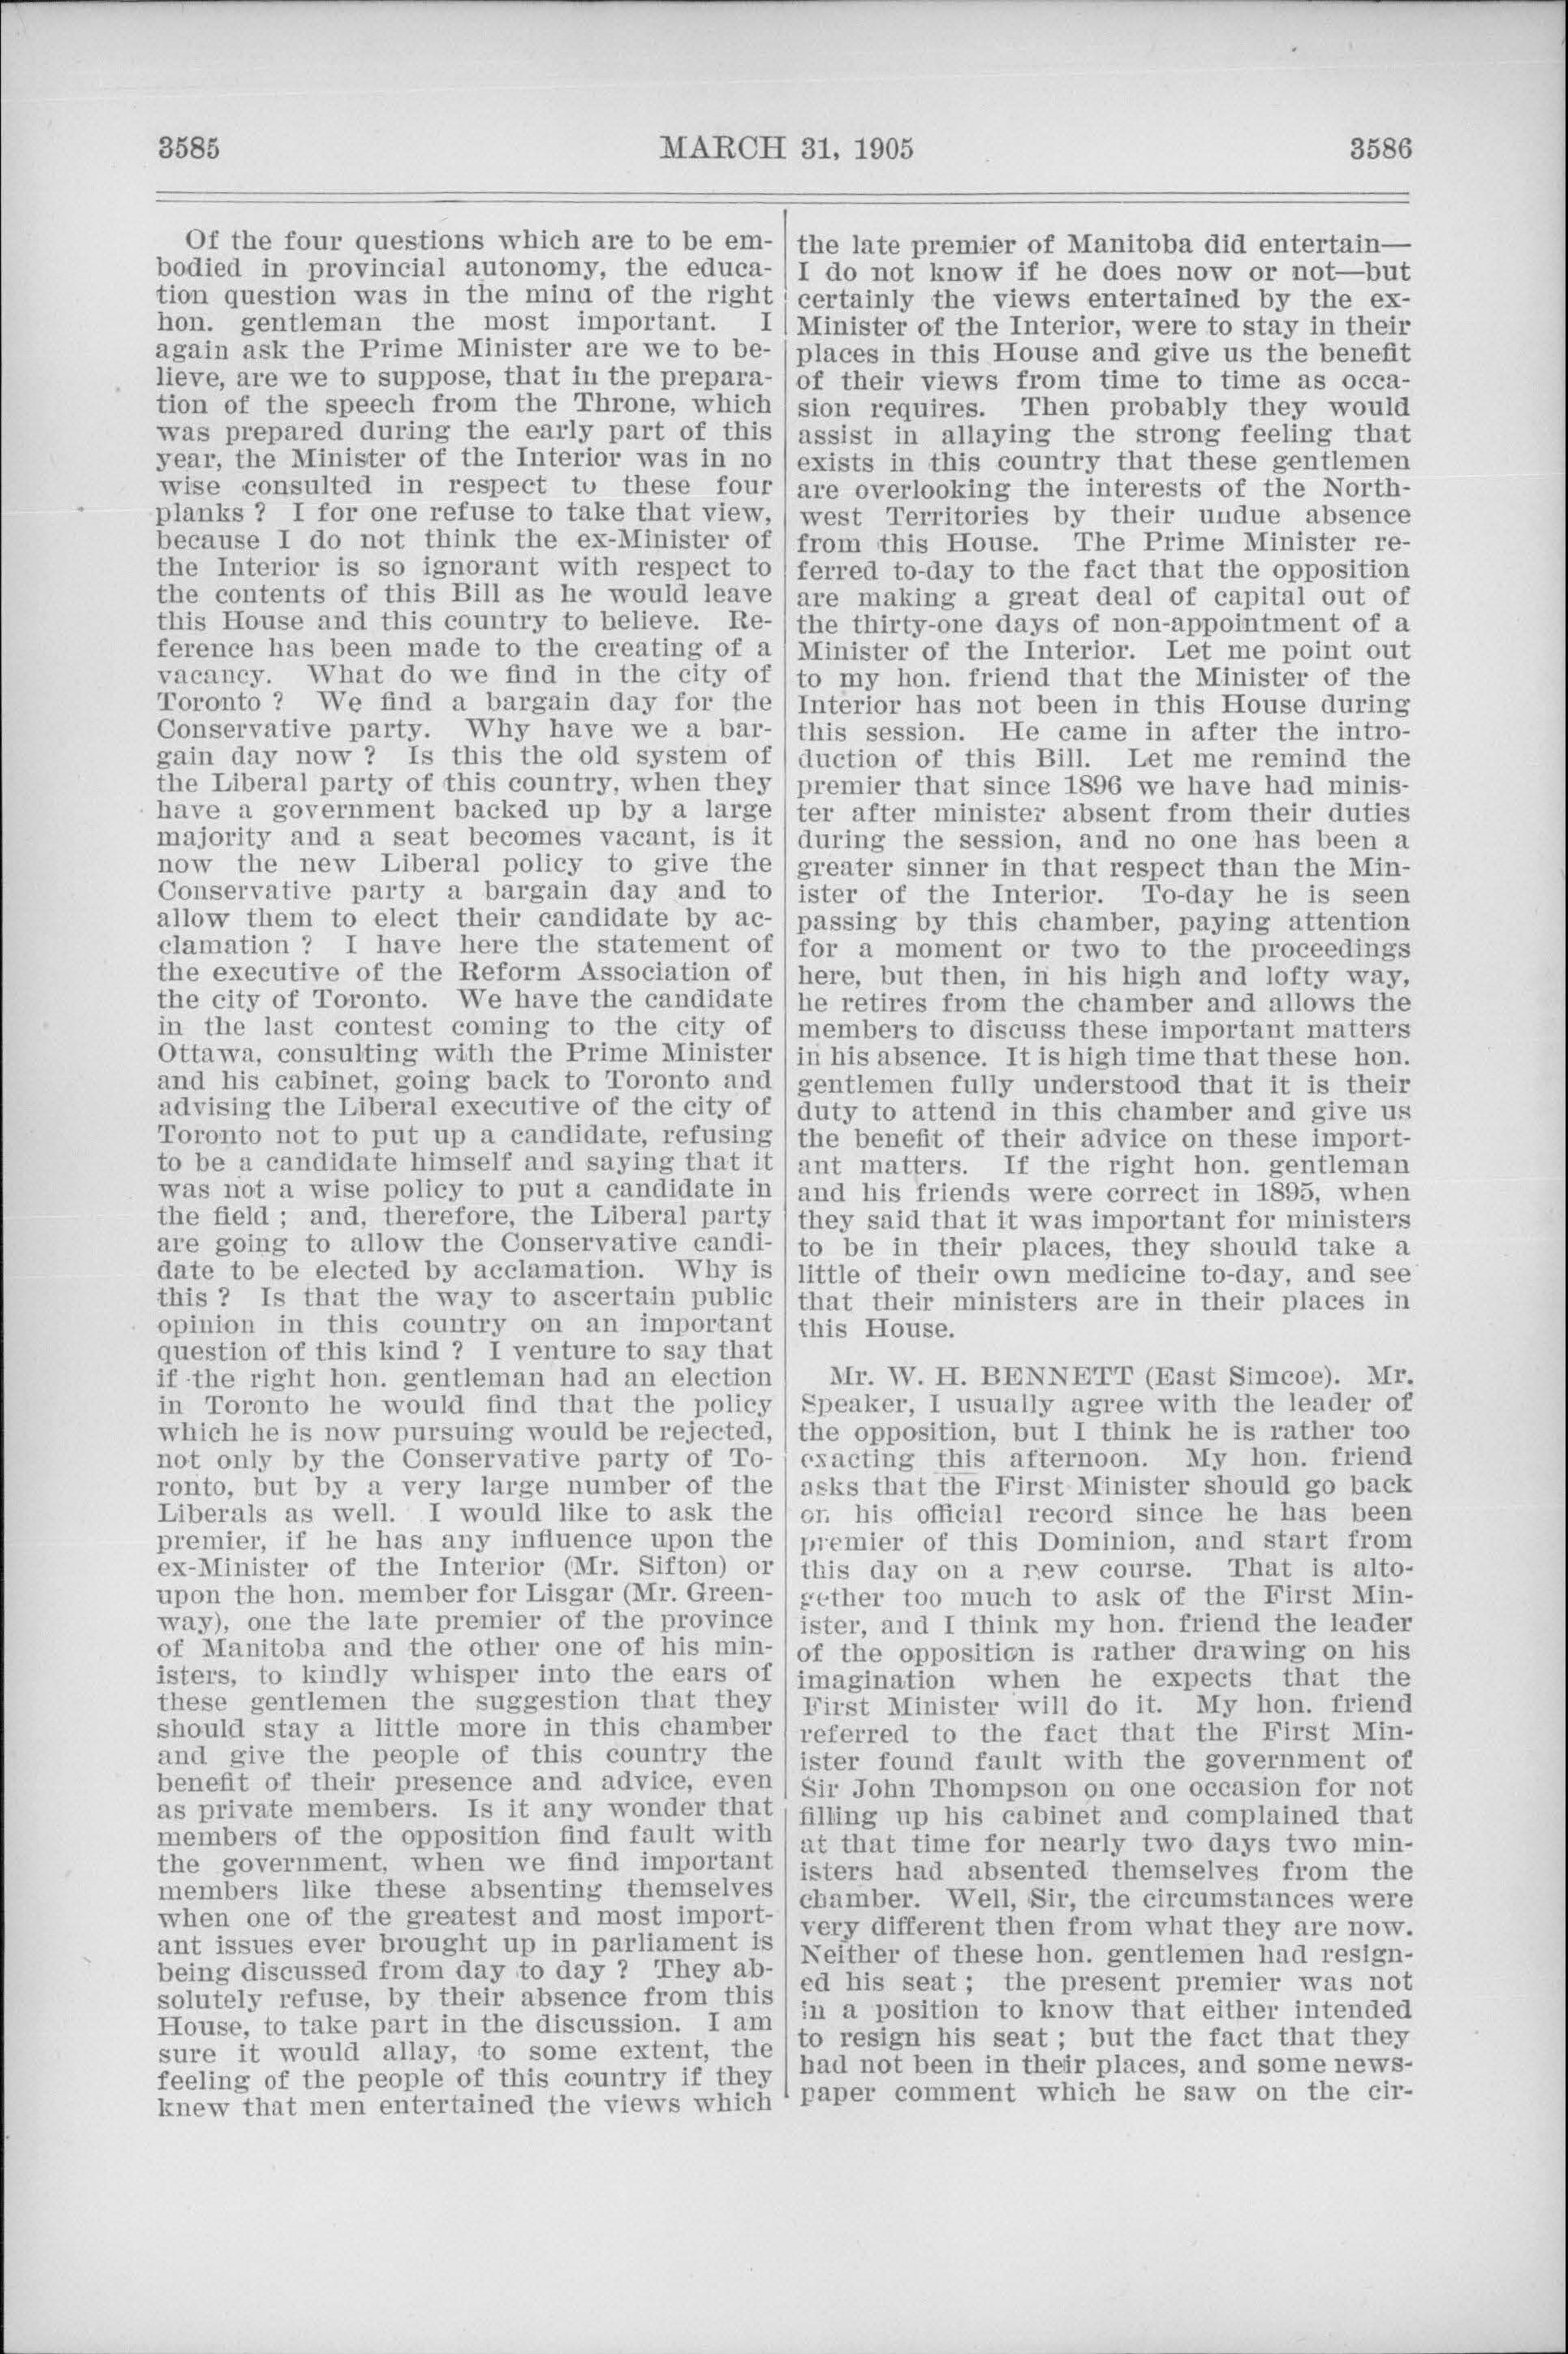 3585 MARCH 31, 1905 3586
Of the four questions which are to be em-
bodied in provincial autonomy, the educa-
tion question was in the mind of the right
hon. gentleman the most important. I
again ask the Prime Minister are we to be-
lieve, are we to suppose, that in the prepara-
tion of the speech from the Throne, which
was prepared during the early part of this
year, the Minister of the Interior was in no
wise consulted in respect to these four
planks ? I for one refuse to take that view,
because I do not think the ex-Minister of
the Interior is so ignorant with respect to
the contents of this Bill as he would leave
this House and this country to believe. Re-
ference has been made to the creating of a
vacancy. What do we find in the city of
Toronto ? We find a bargain day for the
Conservative party. Why have we a bar-
gain day now ? Is this the old system of
the Liberal party of this country, when they
have a government backed up by a large
majority and a seat becomes vacant, is it
now the new Liberal policy to give the
Conservative party a bargain day and to
allow them to elect their candidate by ac-
clamation ? I have here the statement of
the executive of the Reform Association of
the city of Toronto. We have the candidate
in the last contest coming to the city of
Ottawa, consulting with the Prime Minister
and his cabinet, going back to Toronto and
advising the Liberal executive of the city of
Toronto not to put up a candidate, refusing
to be a candidate himself and saying that it
was not a wise policy to put a candidate in
the field ; and, therefore, the Liberal party
are going to allow the Conservative candi-
date to be elected by acclamation. Why is
this ? Is that the way to ascertain public
opinion in this country on an important
question of this kind ? I venture to say that
if the right hon. gentleman had an election
in Toronto he would find that the policy
which he is now pursuing would be rejected,
not only by the Conservative party of To-
ronto, but by a very large number of the
Liberals as well. I would like to ask the
premier, if he has any influence upon the
ex-Minister of the Interior (Mr. Sifton) or
upon the hon. member for Lisgar (Mr. Green-
way), one the late premier of the province
of Manitoba and the other one of his min-
isters, to kindly whisper into the ears of
these gentlemen the suggestion that they
should stay a little more in this chamber
and give the people of this country the
benefit of their presence and advice, even
as private members. Is it any wonder that
members of the opposition find fault with
the government, when we find important
members like these absenting themselves
when one of the greatest and most import-
ant issues ever brought up in parliament is
being discussed from day to day ? They ab-
solutely refuse, by their absence from this
House, to take part in the discussion. I am
sure it would allay, to some extent, the
feeling of the people of this country if they
knew that men entertained the views which
the late premier of Manitoba did entertain—
I do not know if he does now or not—but
certainly the views entertained by the ex-
Minister of the Interior, were to stay in their
places in this House and give us the benefit
of their views from time to time as occa-
sion requires. Then probably they would
assist in allaying the strong feeling that
exists in this country that these gentlemen
are overlooking the interests of the North-
west Territories by their undue absence
from this House. The Prime Minister re-
ferred to-day to the fact that the opposition
are making a great deal of capital out of
the thirty-one days of non-appointment of a
Minister of the Interior. Let me point out
to my hon. friend that the Minister of the
Interior has not been in this House during
this session. He came in after the intro-
duction of this Bill. Let me remind the
premier that since 1896 we have had minis-
ter after minister absent from their duties
during the session, and no one has been a
greater sinner in that respect than the Min-
ister of the Interior. To-day he is seen
passing by this chamber, paying attention
for a moment or two to the proceedings
here, but then, in his high and lofty way,
he retires from the chamber and allows the
members to discuss these important matters
in his absence. It is high time that these hon.
gentlemen fully understood that it is their
duty to attend in this chamber and give us
the benefit of their advice on these import-
ant matters. If the right hon. gentleman
and his friends were correct in 1895, when
they said that it was important for ministers
to be in their places, they should take a
little of their own medicine to-day, and see
that their ministers are in their places in
this House.
Mr. W. H. BENNETT (East Simcoe). Mr.
Speaker, I usually agree with the leader of
the opposition, but I think he is rather too
exacting this afternoon. My hon. friend
asks that the First Minister should go back
on his official record since he has been
premier of this Dominion, and start from
this day on a new course. That is alto-
gether too much to ask of the First Min-
ister, and I think my hon. friend the leader
of the opposition is rather drawing on his
imagination when he expects that the
First Minister will do it. My hon. friend
referred to the fact that the First Min-
ister found fault with the government of
Sir John Thompson on one occasion for not
filling up his cabinet and complained that
at that time for nearly two days two min-
isters had absented themselves from the
chamber. Well, Sir, the circumstances were
very different then from what they are now.
Neither of these hon. gentlemen had resign-
ed his seat ; the present premier was not
in a position to know that either intended
to resign his seat ; but the fact that they
had not been in their places, and some news-
paper comment which he saw on the cir-